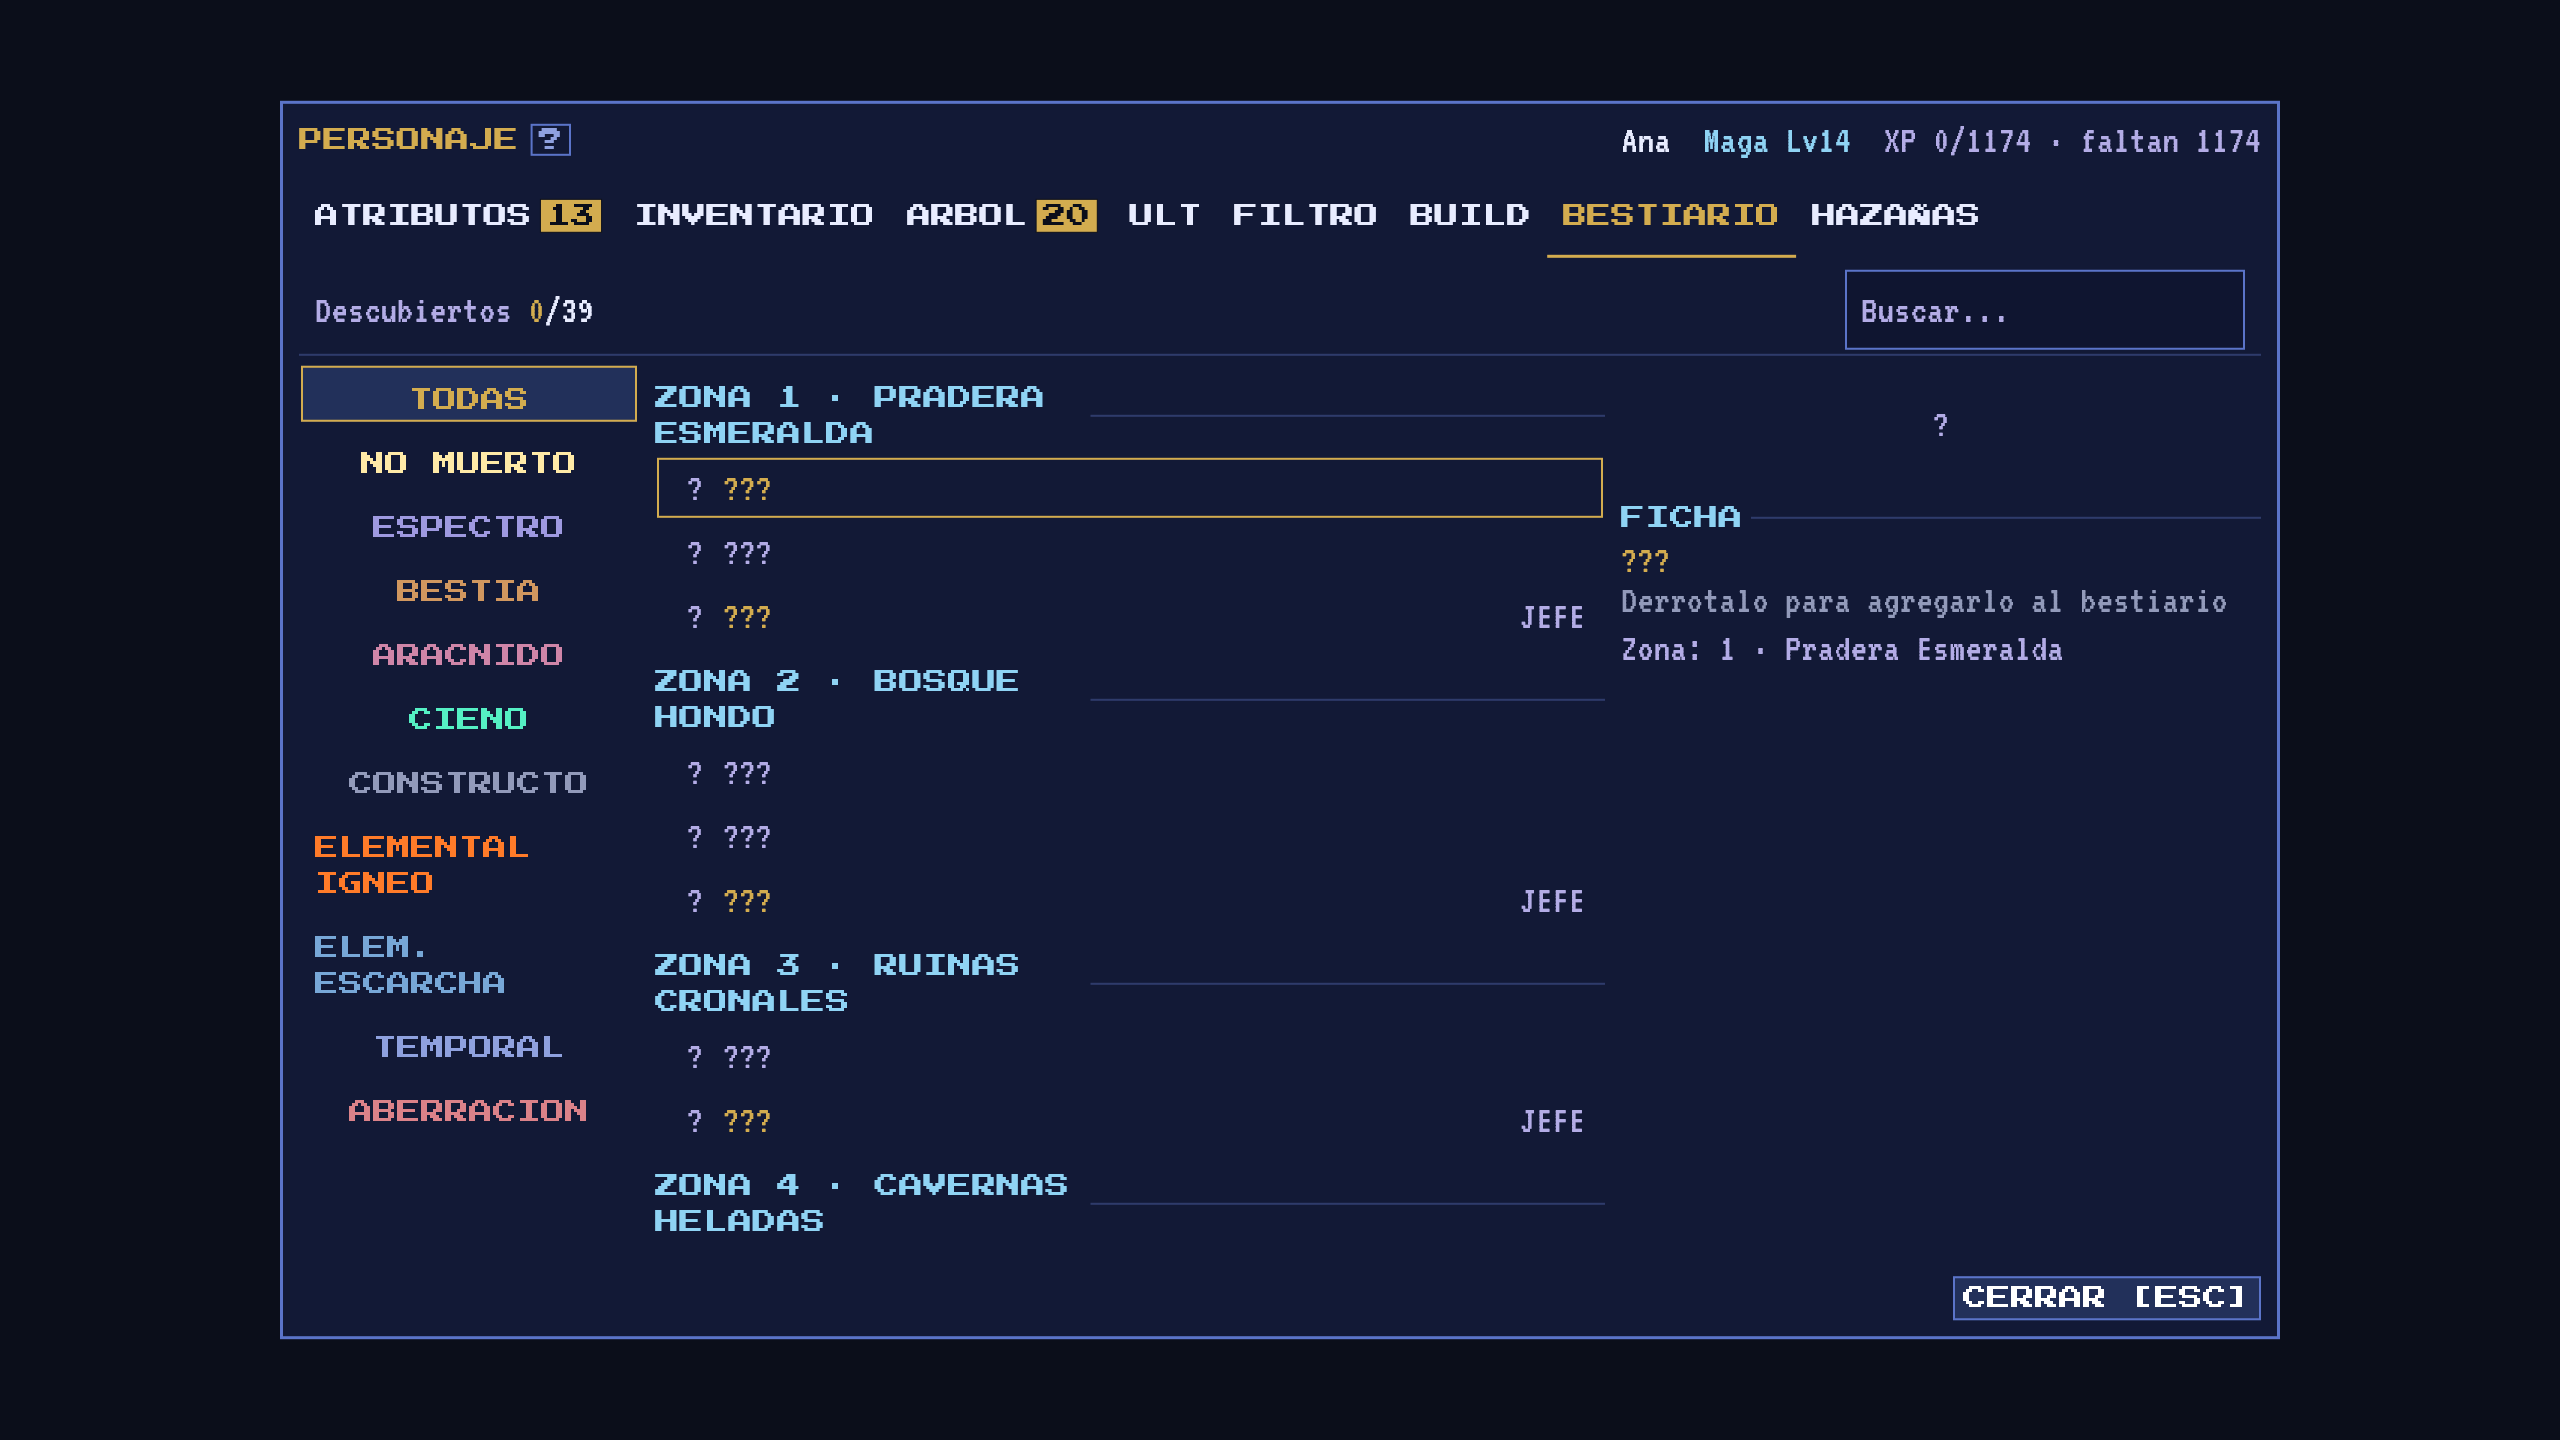 PERSONAJE ?
Ana Maga Lv14 XP 0/1174 · faltan 1174
ATRIBUTOS 13 INVENTARIO ARBOL 20 ULT FILTRO BUILD BESTIARIO HAZAÑAS
Descubiertos 0/39
Buscar...
TODAS
NO MUERTO
ESPECTRO
BESTIA
ARACNIDO
CIENO
CONSTRUCTO
ELEMENTAL
IGNEO
ELEM.
ESCARCHA
TEMPORAL
ABERRACION
ZONA 1 · PRADERA
ESMERALDA
? ???
? ???
? ??? JEFE
ZONA 2 · BOSQUE
HONDO
? ???
? ???
? ??? JEFE
ZONA 3 · RUINAS
CRONALES
? ???
? ??? JEFE
ZONA 4 · CAVERNAS
HELADAS
?
FICHA
???
Derrotalo para agregarlo al bestiario
Zona: 1 · Pradera Esmeralda
CERRAR [ESC]